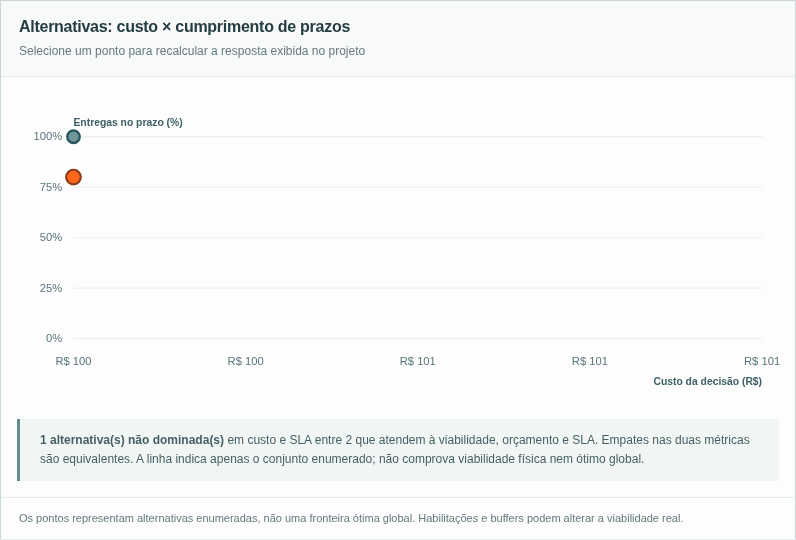 Alternativas: custo × cumprimento de prazos
Selecione um ponto para recalcular a resposta exibida no projeto
Entregas no prazo (%)
100%
75%
50%
25%
0%
R$ 100
R$ 100
R$ 101
R$ 101
R$ 101
Custo da decisão (R$)
1 alternativa(s) não dominada(s) em custo e SLA entre 2 que atendem à viabilidade, orçamento e SLA. Empates nas duas métricas
são equivalentes. A linha indica apenas o conjunto enumerado; não comprova viabilidade física nem ótimo global.
Os pontos representam alternativas enumeradas, não uma fronteira ótima global. Habilitações e buffers podem alterar a viabilidade real.